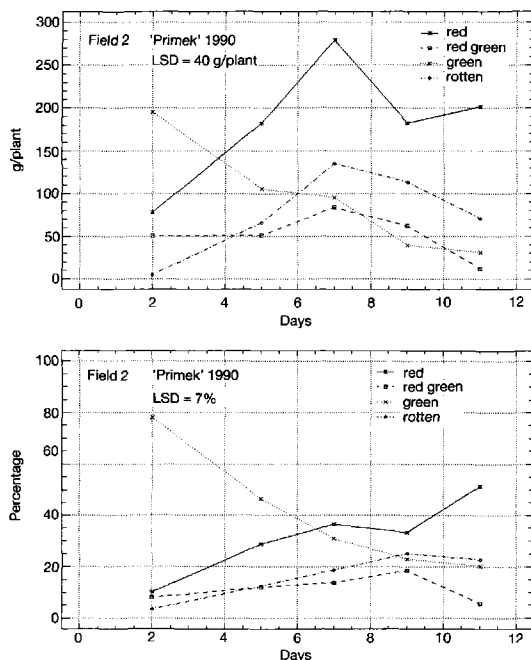 Field 2 'Primek' 1990
LSD = 40 g/plant
red
red green
green
rotten
g/plant
300
250
200
150
100
50
0
0 2 4 6 8 10 12
Days
Field 2 'Primek' 1990
LSD = 7%
red
red green
green
rotten
Percentage
100
80
60
40
20
0
0 2 4 6 8 10 12
Days